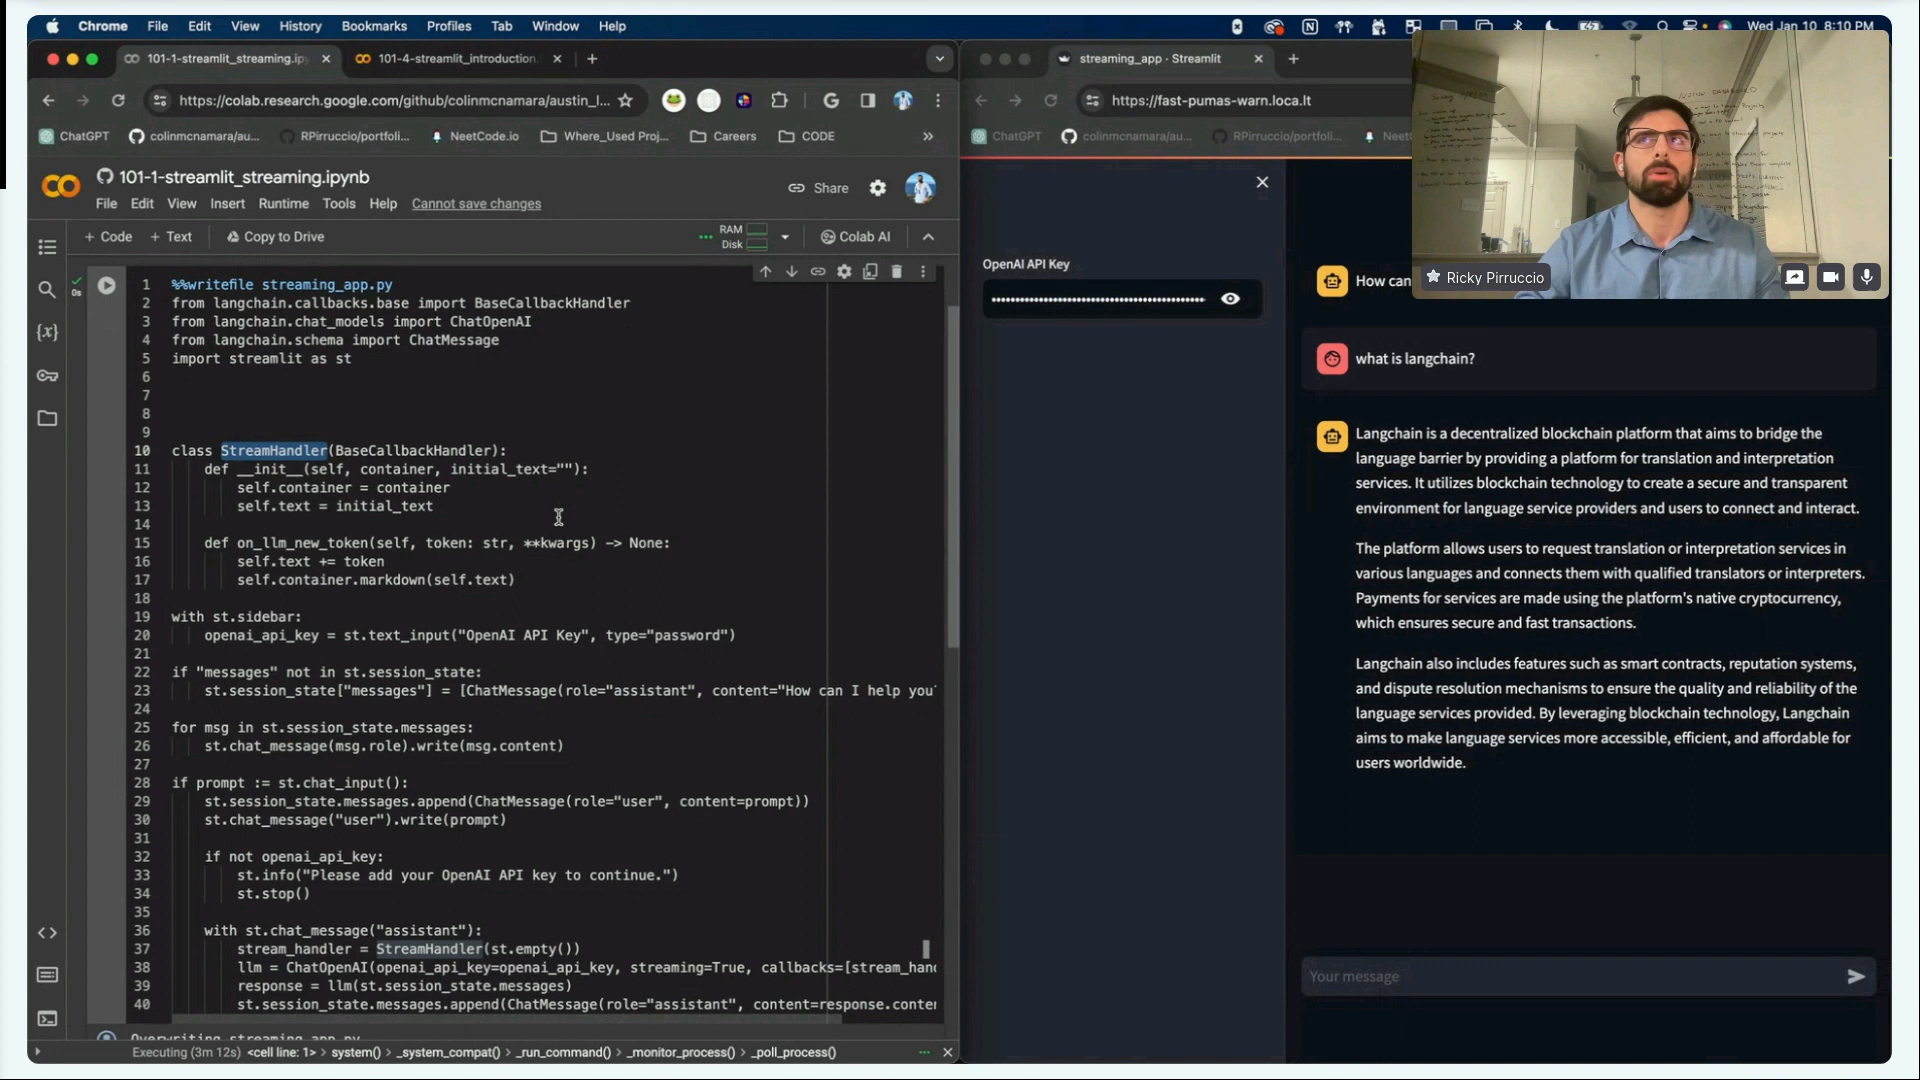 Chrome File Edit View History Bookmarks Profiles Tab Window Help
Wed Jan 10 8:10 PM
101-1-streamlit_streaming.ip
101-4-streamlit_introduction.
https://colab.research.google.com/github/colinmcnamara/austin_l...
ChatGPT colinmcnamara/au... RPirruccio/portfoli... NeetCode.io Where_Used Proj... Careers CODE »
101-1-streamlit_streaming.ipynb
Share
File Edit View Insert Runtime Tools Help Cannot save changes
+ Code + Text Copy to Drive
RAM
Disk
Colab AI
0s
1 %%writefile streaming_app.py
2 from langchain.callbacks.base import BaseCallbackHandler
3 from langchain.chat_models import ChatOpenAI
4 from langchain.schema import ChatMessage
5 import streamlit as st
6
7
8
9
10 class StreamHandler(BaseCallbackHandler):
11 def __init__(self, container, initial_text=""):
12 self.container = container
13 self.text = initial_text
14
15 def on_llm_new_token(self, token: str, **kwargs) -> None:
16 self.text += token
17 self.container.markdown(self.text)
18
19 with st.sidebar:
20 openai_api_key = st.text_input("OpenAI API Key", type="password")
21
22 if "messages" not in st.session_state:
23 st.session_state["messages"] = [ChatMessage(role="assistant", content="How can I help you
24
25 for msg in st.session_state.messages:
26 st.chat_message(msg.role).write(msg.content)
27
28 if prompt := st.chat_input():
29 st.session_state.messages.append(ChatMessage(role="user", content=prompt))
30 st.chat_message("user").write(prompt)
31
32 if not openai_api_key:
33 st.info("Please add your OpenAI API key to continue.")
34 st.stop()
35
36 with st.chat_message("assistant"):
37 stream_handler = StreamHandler(st.empty())
38 llm = ChatOpenAI(openai_api_key=openai_api_key, streaming=True, callbacks=[stream_hand
39 response = llm(st.session_state.messages)
40 st.session_state.messages.append(ChatMessage(role="assistant", content=response.conten
Overwriting streaming_app.py
Executing (3m 12s) <cell line: 1> > system() > _system_compat() > _run_command() > _monitor_process() > _poll_process()
streaming_app · Streamlit
https://fast-pumas-warn.loca.lt
ChatGPT colinmcnamara/au... RPirruccio/portfoli... Neet
OpenAI API Key
How can
what is langchain?
Langchain is a decentralized blockchain platform that aims to bridge the
language barrier by providing a platform for translation and interpretation
services. It utilizes blockchain technology to create a secure and transparent
environment for language service providers and users to connect and interact.
The platform allows users to request translation or interpretation services in
various languages and connects them with qualified translators or interpreters.
Payments for services are made using the platform's native cryptocurrency,
which ensures secure and fast transactions.
Langchain also includes features such as smart contracts, reputation systems,
and dispute resolution mechanisms to ensure the quality and reliability of the
language services provided. By leveraging blockchain technology, Langchain
aims to make language services more accessible, efficient, and affordable for
users worldwide.
Your message
Ricky Pirruccio